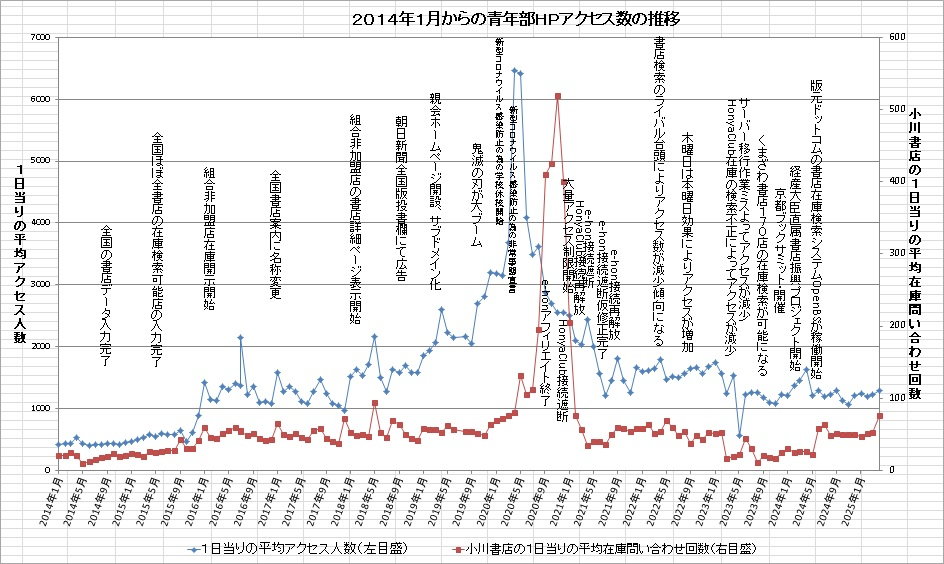 2014年1月からの青年部HPアクセス数の推移
1日当りの平均アクセス人数
7000
6000
5000
4000
3000
2000
1000
0
全国の書店データ入力完了
全国ほぼ全書店の在庫検索可能店の入力完了
組合非加盟店在庫開示開始
全国書店案内に名称変更
組合非加盟店の書店詳細ページ表示開始
朝日新聞全国版投書欄にて広告
親会ホームページ開設、サブドメイン化
鬼滅の刃が大ブーム
新型コロナウイルス感染防止の為の学校休校開始
新型コロナウイルス感染防止の為の非常事態宣言
e-honアフィリエイト終了
HonyaClub接続遮断
大量アクセス制限開始
HonyaClub接続再解放
e-hon接続遮断
e-hon接続遮断仮修正完了
e-hon接続再解放
書店検索のライバル台頭によりアクセス数が減少傾向になる
木曜日は本曜日効果によりアクセスが増加
HonyaClub在庫の検索不正によってアクセスが減少
サーバー移行作業ミスよってアクセスが減少
くまざわ書店170店の在庫検索が可能になる
京都ブックサミット・開催
経産大臣直属書店振興プロジェクト開始
版元ドットコムの書店在庫検索システムOpenBSが稼働開始
600
500
400
300
200
100
0
小川書店の1日当りの平均在庫問い合わせ回数
2014年1月
2014年5月
2014年9月
2015年1月
2015年5月
2015年9月
2016年1月
2016年5月
2016年9月
2017年1月
2017年5月
2017年9月
2018年1月
2018年5月
2018年9月
2019年1月
2019年5月
2019年9月
2020年1月
2020年5月
2020年9月
2021年1月
2021年5月
2021年9月
2022年1月
2022年5月
2022年9月
2023年1月
2023年5月
2023年9月
2024年1月
2024年5月
2024年9月
2025年1月
1日当りの平均アクセス人数(左目盛)
小川書店の1日当りの平均在庫問い合わせ回数(右目盛)